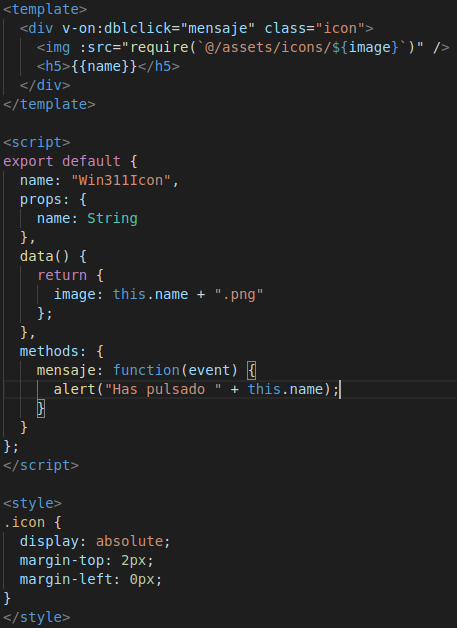 <template>
  <div v-on:dblclick="mensaje" class="icon">
    <img :src="require(`@/assets/icons/${image}`)" />
    <h5>{{name}}</h5>
  </div>
</template>

<script>
export default {
  name: "Win311Icon",
  props: {
    name: String
  },
  data() {
    return {
      image: this.name + ".png"
    };
  },
  methods: {
    mensaje: function(event) {
      alert("Has pulsado " + this.name);
    }
  }
};
</script>

<style>
.icon {
  display: absolute;
  margin-top: 2px;
  margin-left: 0px;
}
</style>